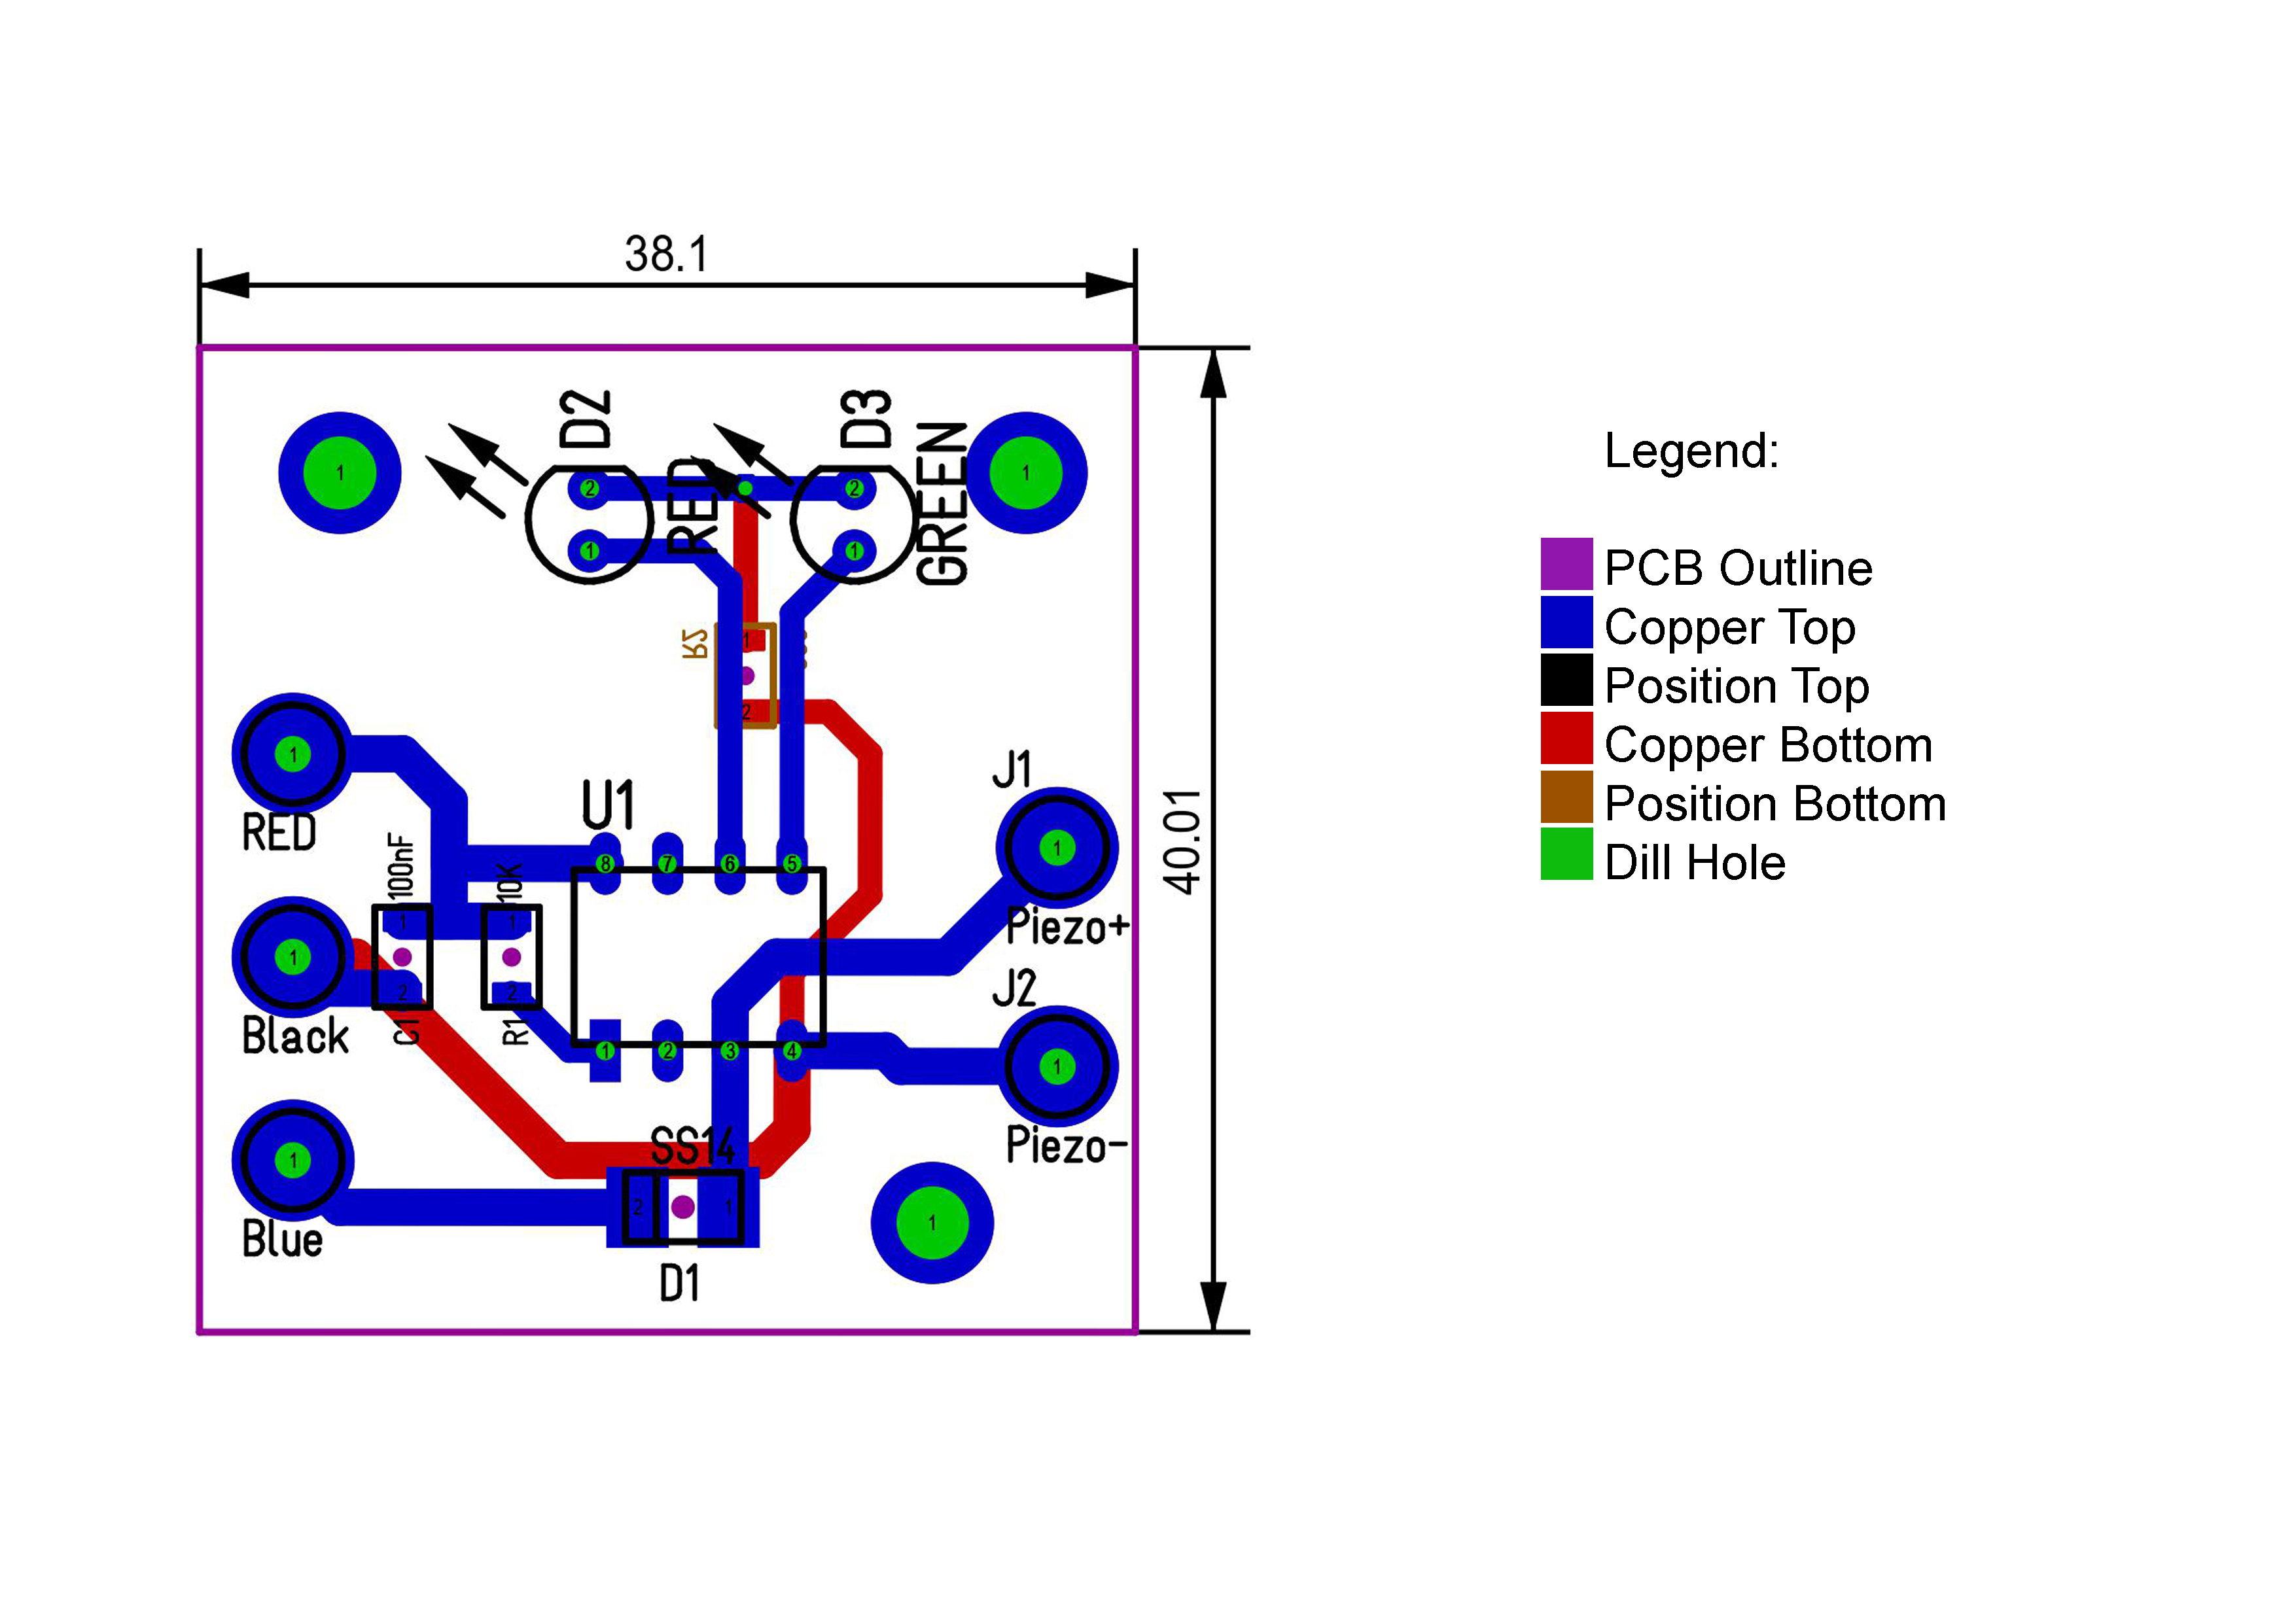 38.1
40.01
D2
RED
D3
GREEN
1
1
2
2
1
1
R2
1
2
1
RED
U1
8
7
6
5
J1
1
Piezo+
100nF
1
2
C1
10K
1
2
R1
1
Black
1
2
3
4
J2
1
Piezo-
1
Blue
SS14
2
1
D1
1
Legend:
PCB Outline
Copper Top
Position Top
Copper Bottom
Position Bottom
Dill Hole